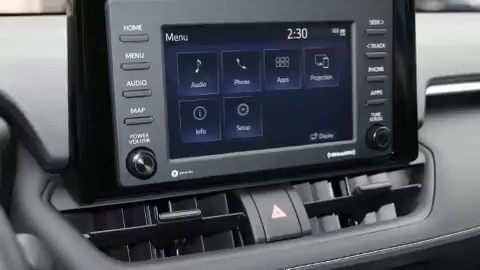 HOME
MENU
AUDIO
MAP
POWER
VOLUME
Menu
2:30
Audio
Phone
Apps
Projection
Info
Setup
Display
SEEK>
<TRACK
PHONE
APPS
TUNE
SCROLL
((SiriusXM))